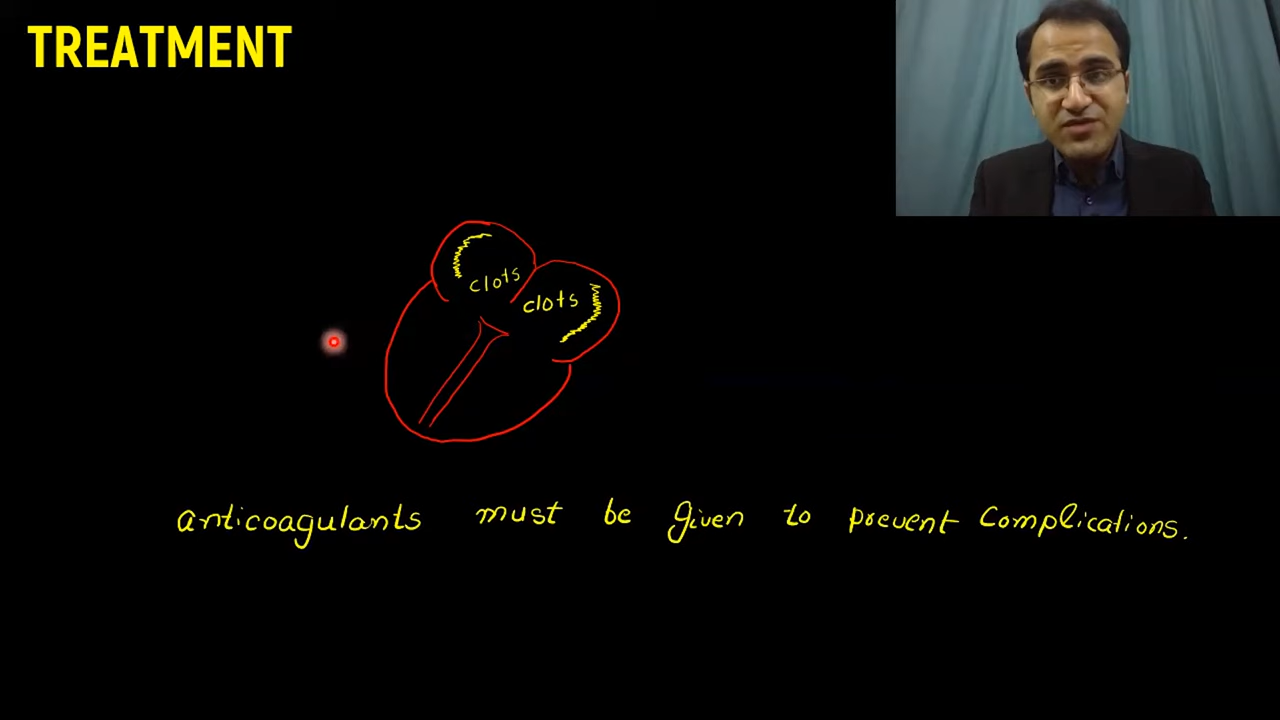 TREATMENT
clots
clots
anticoagulants must be given to prevent complications.